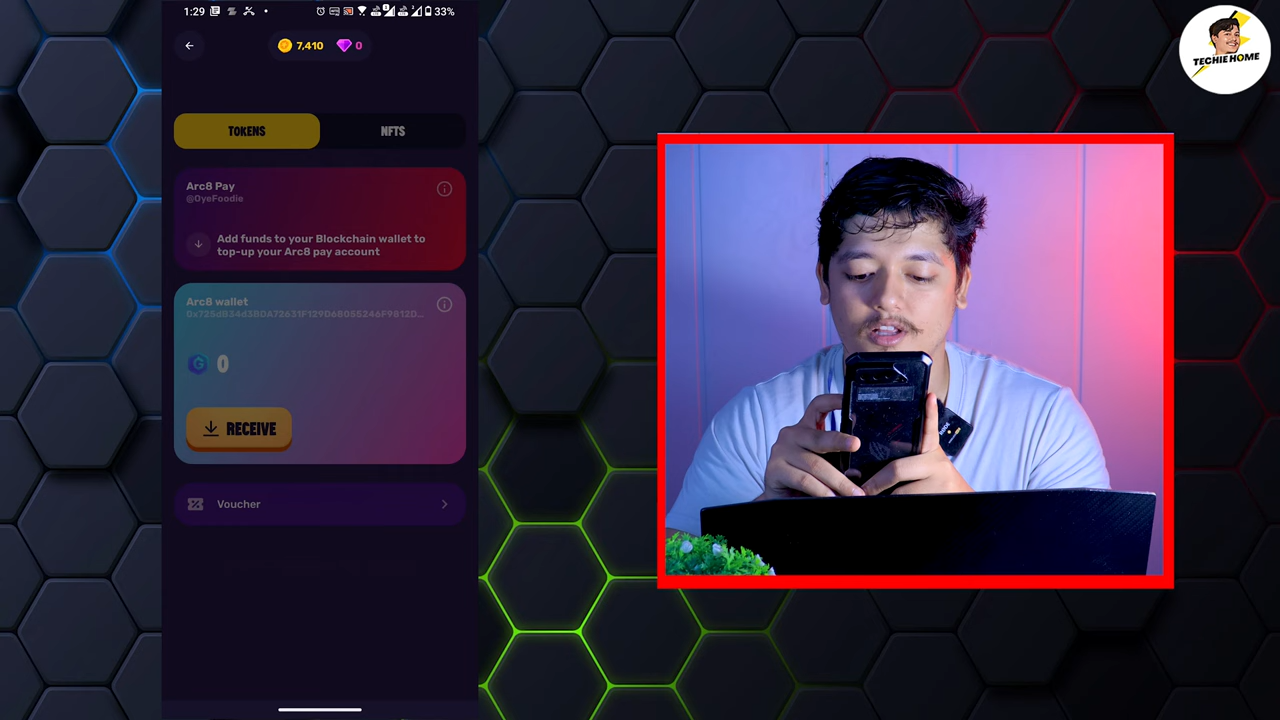 1:29
33%
7,410
0
TOKENS
NFTS
Arc8 Pay
@OyeFoodie
Add funds to your Blockchain wallet to
top-up your Arc8 pay account
Arc8 wallet
0
RECEIVE
Voucher
TECHIE HOME